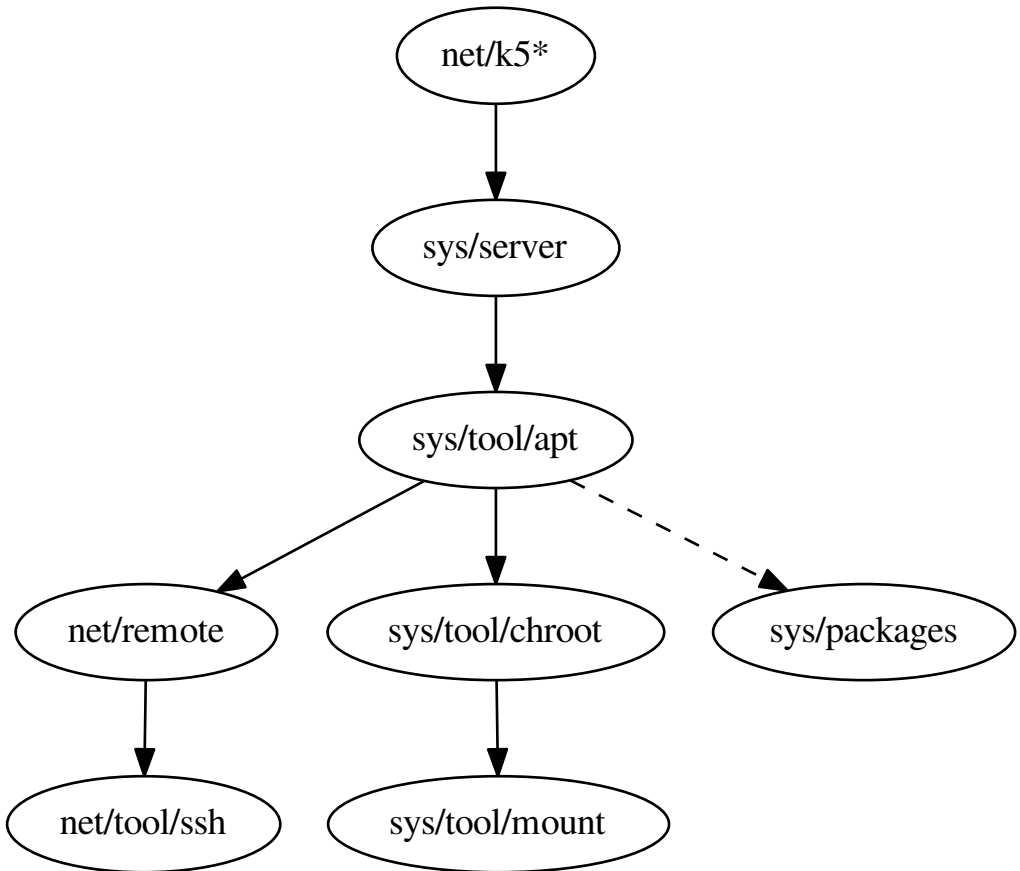 net/k5*
sys/server
sys/tool/apt
net/remote
sys/tool/chroot
sys/packages
net/tool/ssh
sys/tool/mount